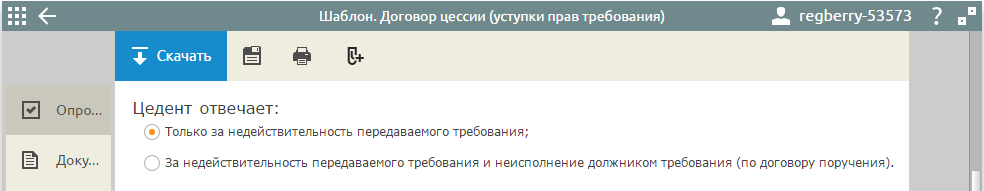 Шаблон. Договор цессии (уступки прав требования)
regberry-53573
?
Скачать
Опро...
Доку...
Цедент отвечает:
Только за недействительность передаваемого требования;
За недействительность передаваемого требования и неисполнение должником требования (по договору поручения).